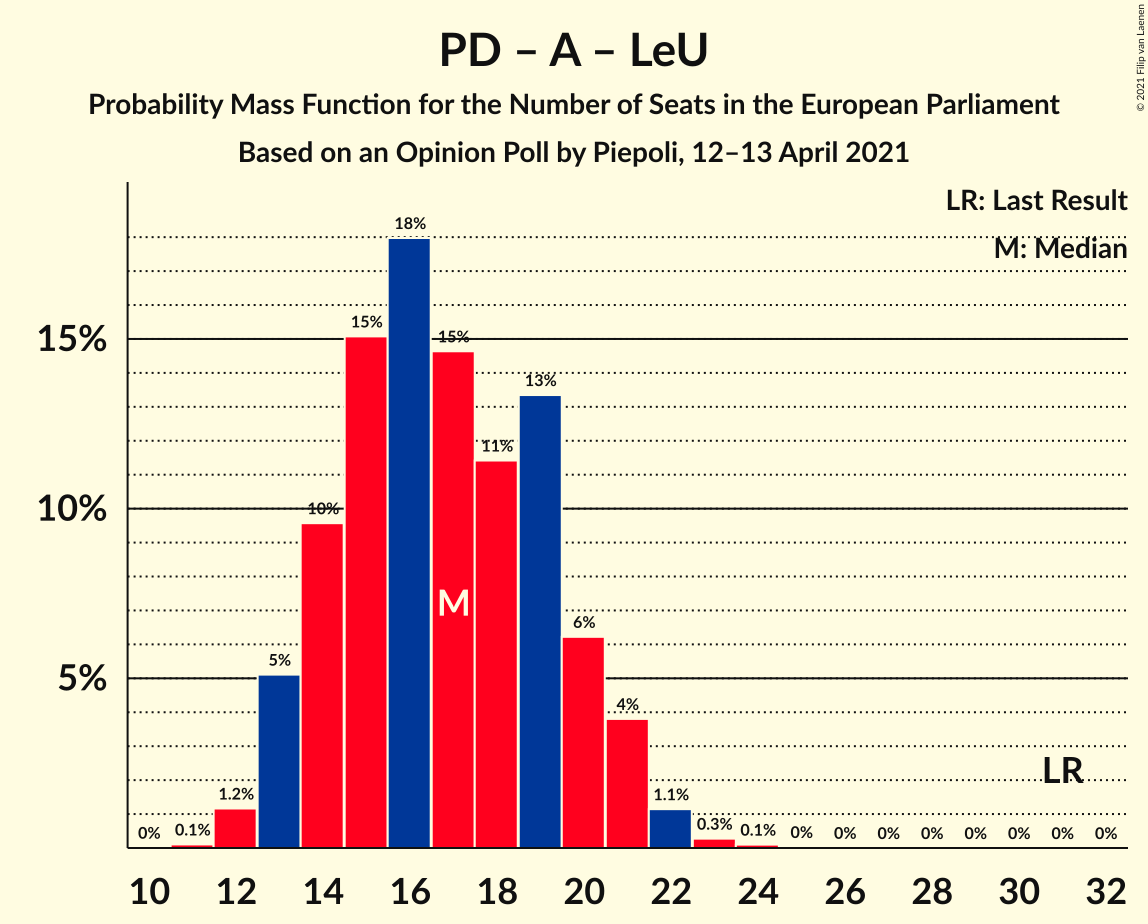 PD – A – LeU
Probability Mass Function for the Number of Seats in the European Parliament
Based on an Opinion Poll by Piepoli, 12–13 April 2021
© 2021 Filip van Laenen
LR: Last Result
M: Median
18%
15%
15%
15%
13%
11%
10%
10%
M
6%
5%
5%
4%
LR
1.2%
1.1%
0%
0.1%
0.3%
0.1%
0%
0%
0%
0%
0%
0%
0%
0%
10 12 14 16 18 20 22 24 26 28 30 32